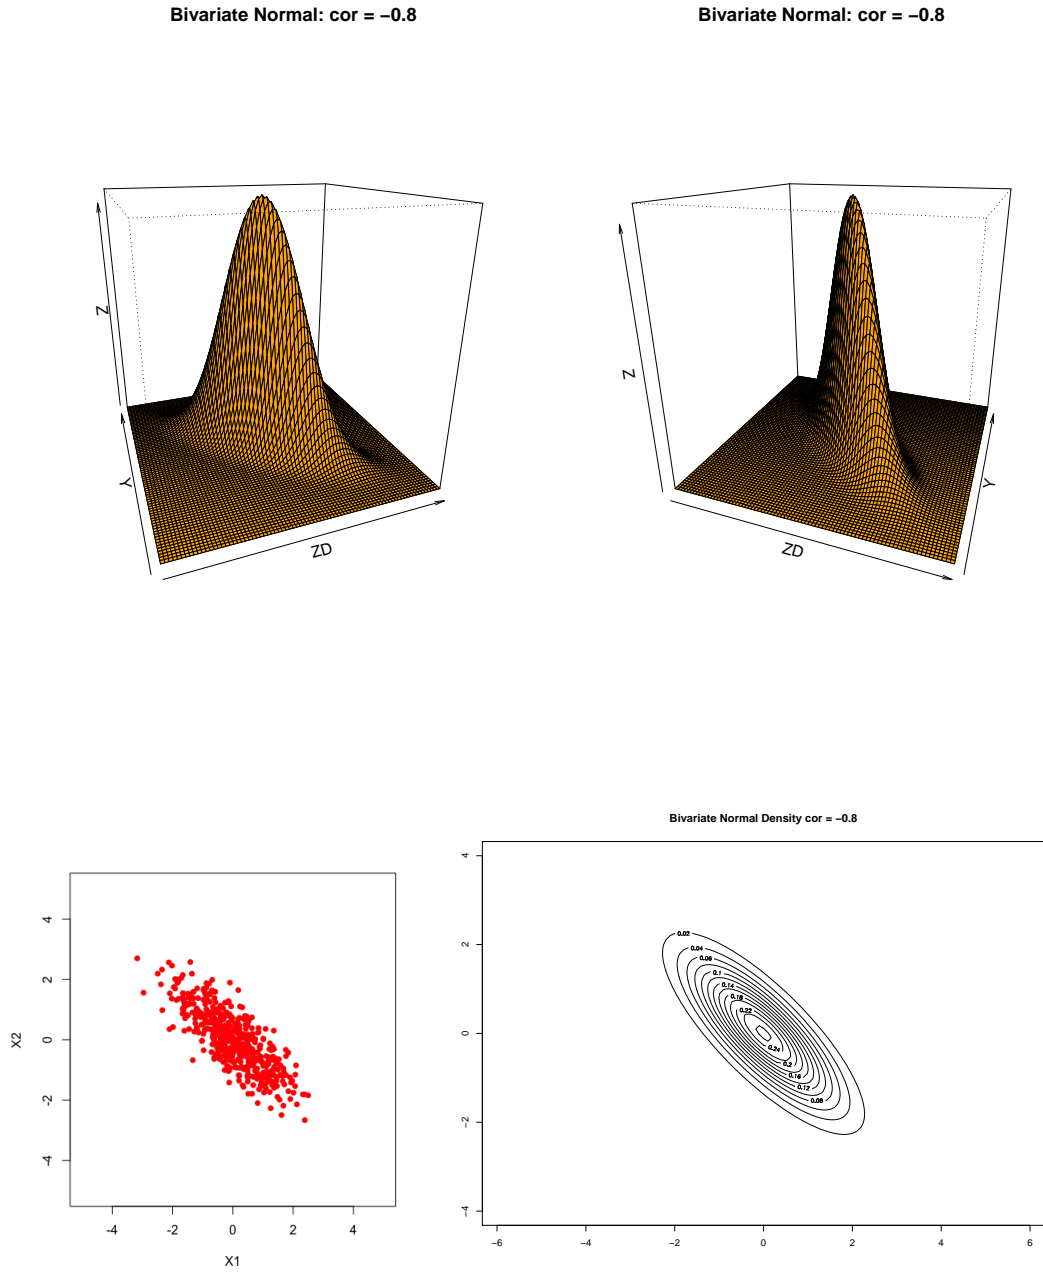 Bivariate Normal: cor = −0.8
Bivariate Normal: cor = −0.8
Z
Y
ZD
Z
Y
ZD
X2
4
2
0
-2
-4
-4 -2 0 2 4
X1
Bivariate Normal Density cor = −0.8
4
2
0
−2
−4
0.02
0.04
0.06
0.1
0.14
0.18
0.22
0.24
0.2
0.16
0.12
0.08
−6 −4 −2 0 2 4 6